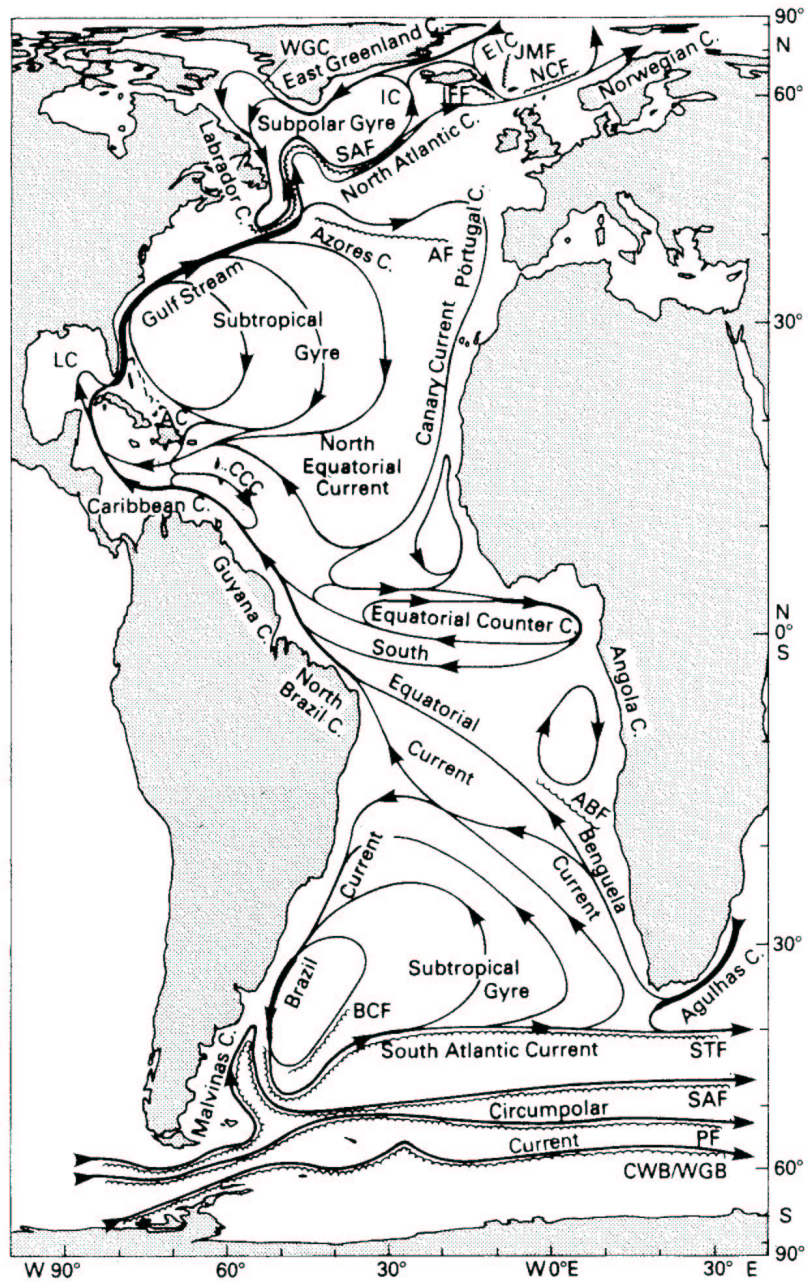 90°
N
WGC
East Greenland C.
EIC
JMF
NCF
Norwegian C.
60°
IC
IFF
Subpolar Gyre
SAF
North Atlantic C.
Labrador C.
Azores C.
AF
Portugal C.
Gulf Stream
Subtropical
Gyre
30°
LC
Canary Current
AC
North
Equatorial
Current
CCC
Caribbean C.
Guyana C.
Equatorial Counter C.
N
0°
S
South
Equatorial
Current
Angola C.
North
Brazil C.
ABF
Benguela
Current
Current
Brazil
30°
Subtropical
Gyre
Agulhas C.
BCF
South Atlantic Current
STF
Malvinas C.
SAF
Circumpolar
Current
PF
CWB/WGB
60°
S
90°
W 90°
60°
30°
W 0°E
30° E